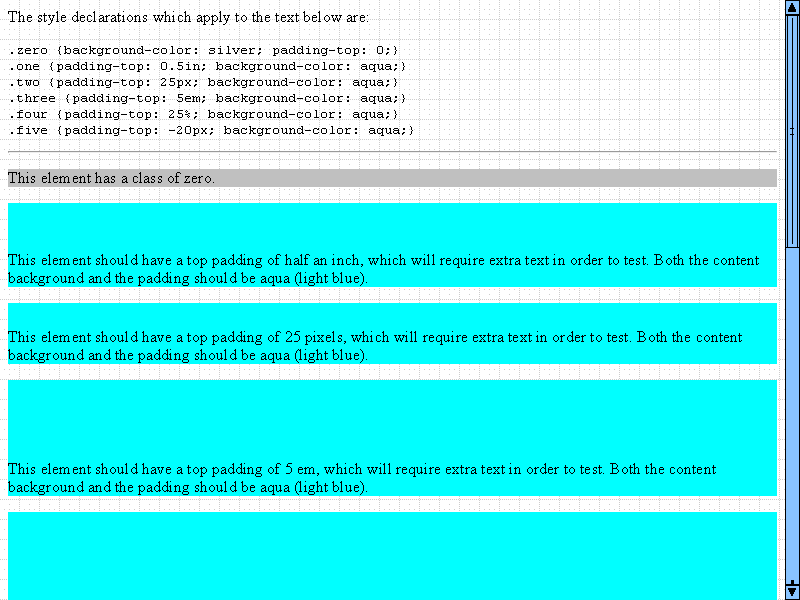 The style declarations which apply to the text below are:
.zero {background-color: silver; padding-top: 0;}
.one {padding-top: 0.5in; background-color: aqua;}
.two {padding-top: 25px; background-color: aqua;}
.three {padding-top: 5em; background-color: aqua;}
.four {padding-top: 25%; background-color: aqua;}
.five {padding-top: -20px; background-color: aqua;}
This element has a class of zero.
This element should have a top padding of half an inch, which will require extra text in order to test. Both the content
background and the padding should be aqua (light blue).
This element should have a top padding of 25 pixels, which will require extra text in order to test. Both the content
background and the padding should be aqua (light blue).
This element should have a top padding of 5 em, which will require extra text in order to test. Both the content
background and the padding should be aqua (light blue).